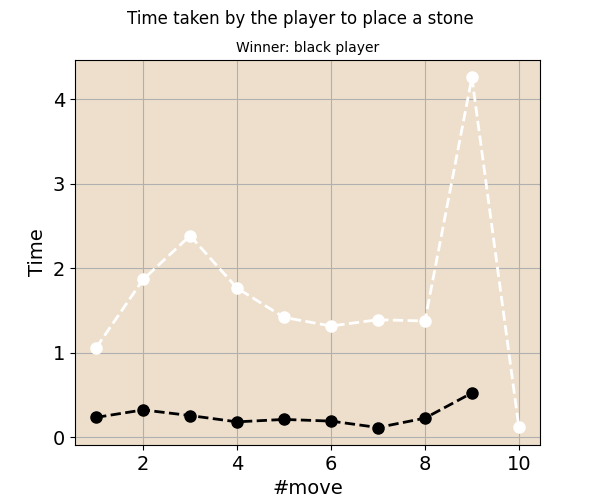 Time taken by the player to place a stone
Winner: black player
4
3
2
1
0
Time
2 4 6 8 10
#move